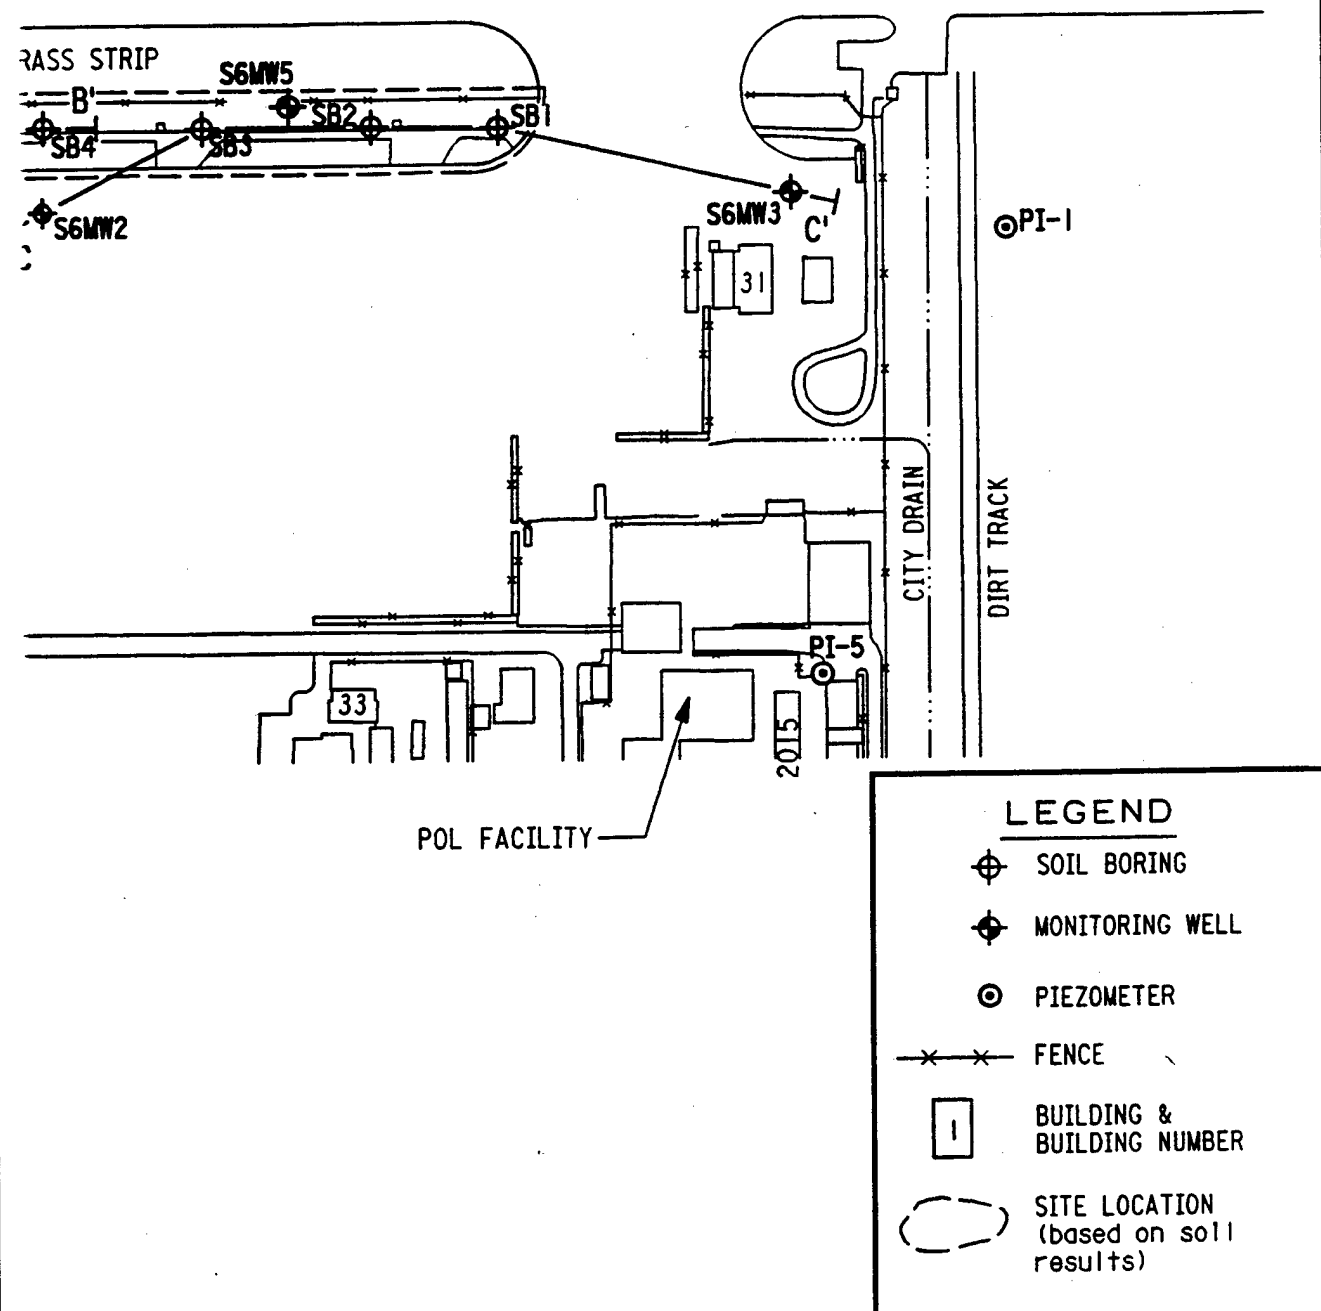 RASS STRIP
S6MW5
B'
SB2
SB1
SB4
SB3
S6MW2
S6MW3
C'
PI-1
31
CITY DRAIN
DIRT TRACK
PI-5
33
2015
POL FACILITY
LEGEND
SOIL BORING
MONITORING WELL
PIEZOMETER
FENCE
1
BUILDING &
BUILDING NUMBER
SITE LOCATION
(based on soil
results)